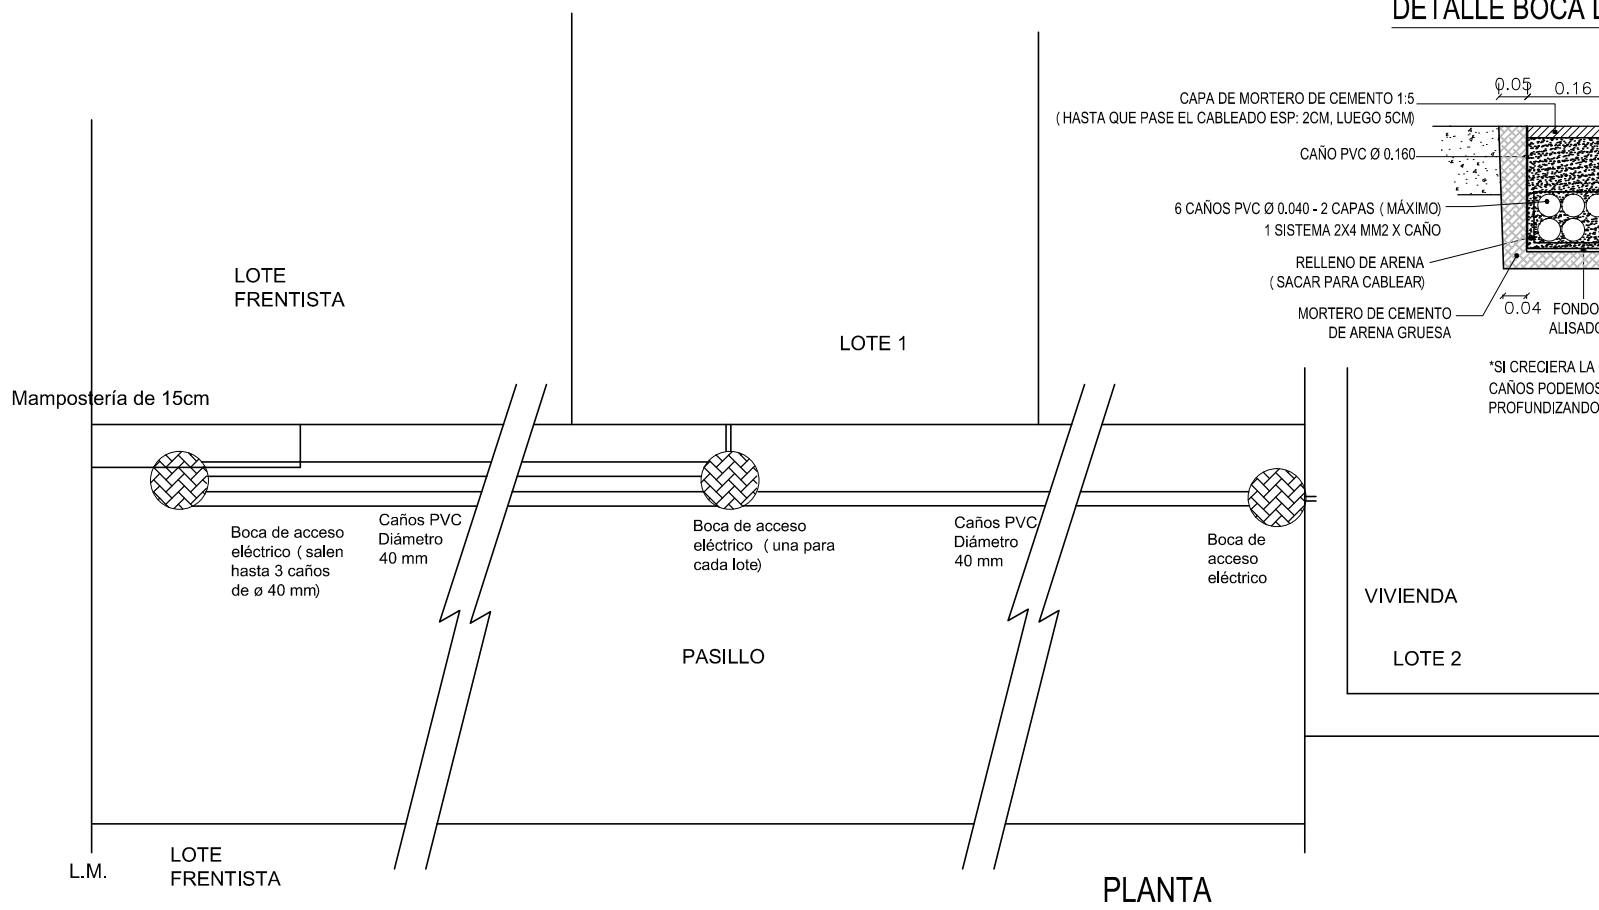 DETALLE BOCA
0.05
0.16
CAPA DE MORTERO DE CEMENTO 1:5
( HASTA QUE PASE EL CABLEADO ESP: 2CM, LUEGO 5CM)
CAÑO PVC Ø 0.160
6 CAÑOS PVC Ø 0.040 - 2 CAPAS ( MÁXIMO)
1 SISTEMA 2X4 MM2 X CAÑO
RELLENO DE ARENA
( SACAR PARA CABLEAR)
MORTERO DE CEMENTO
DE ARENA GRUESA
0.04
FONDO
ALISADO
*SI CRECIERA LA
CAÑOS PODEMOS
PROFUNDIZANDO
LOTE
FRENTISTA
LOTE 1
Mampostería de 15cm
Boca de acceso
eléctrico ( salen
hasta 3 caños
de ø 40 mm)
Caños PVC
Diámetro
40 mm
Boca de acceso
eléctrico ( una para
cada lote)
Caños PVC
Diámetro
40 mm
Boca de
acceso
eléctrico
VIVIENDA
LOTE 2
PASILLO
L.M.
LOTE
FRENTISTA
PLANTA